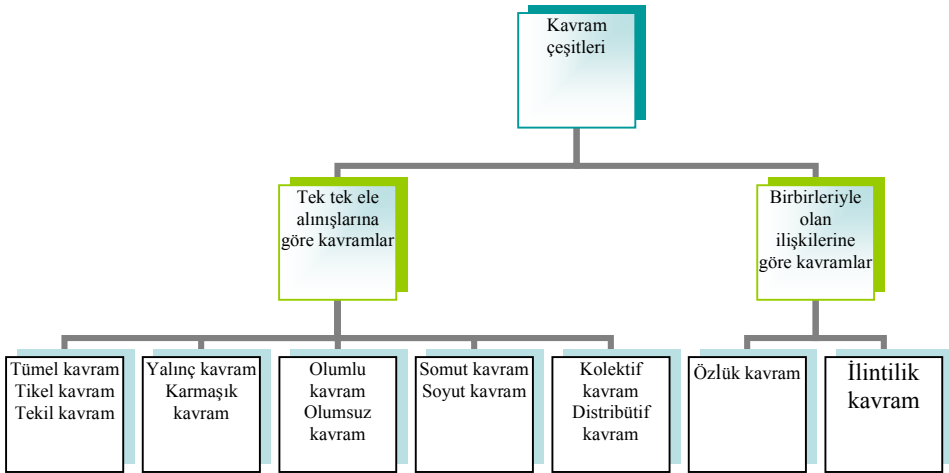 Kavram
çeşitleri
Tek tek ele
alınışlarına
göre kavramlar
Birbirleriyle
olan
ilişkilerine
göre kavramlar
Tümel kavram
Tikel kavram
Tekil kavram
Yalınç kavram
Karmaşık
kavram
Olumlu
kavram
Olumsuz
kavram
Somut kavram
Soyut kavram
Kolektif
kavram
Distribütif
kavram
Özlük kavram
İlintilik
kavram